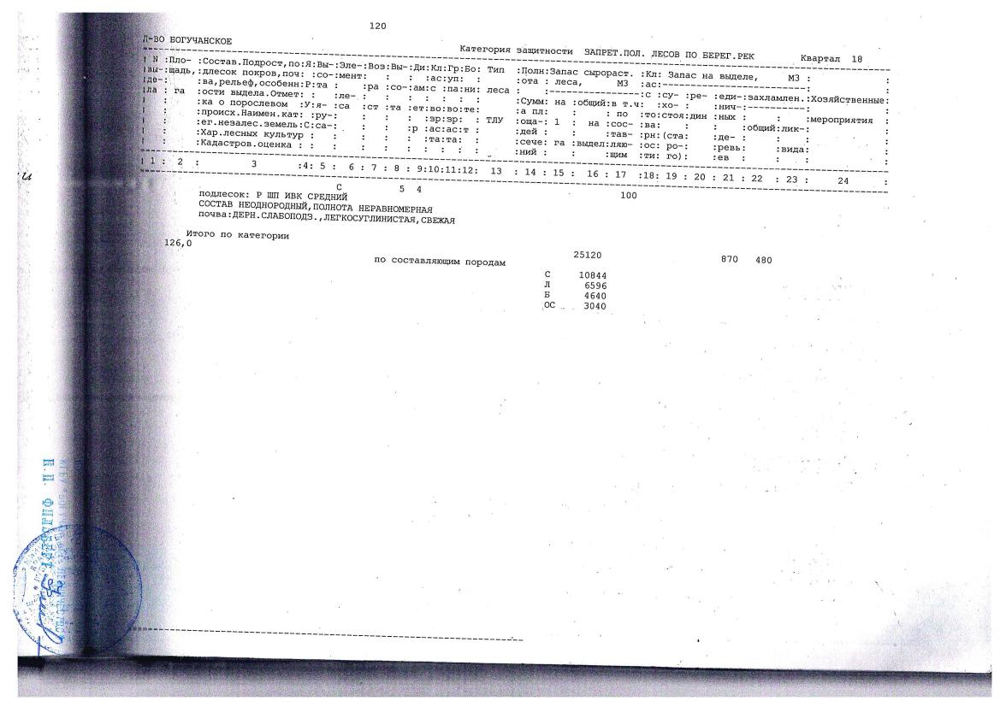 120
Л-ВО БОГУЧАНСКОЕ
Категория защитности ЗАПРЕТ.ПОЛ. ЛЕСОВ ПО БЕРЕГ.РЕК Квартал 18
! N :Пло- :Состав.Подрост,по:Я:Вы-:Эле-:Воз:Вы-:Ди:Кл:Гр:Бо: Тип :Полн:Запас сырораст. :Кл: Запас на выделе, М3 : :
!вы-:щадь,:длесок покров,поч: :со-:мент: : :ас:уп: : :ота : леса, М3 :ас:---------------------------: :
!де-: :ва,рельеф,особенн:Р:та : :ра со-:ам:с :па:ни: леса : :----------------:с :су- :ре- :еди-:захламлен.:Хозяйственные:
!ла : га :ости выдела.Отмет: : :ле- : : : : : : : :Сумм: на :общий:в т.ч: :хо- : :нич-:----------: :
: :ка о порослевом :У:я- :са :ст :та :ет:во:во:те: :а пл: : : по :то:стоя:дин :ных : : :мероприятия :
: :происх.Наимен.кат: :ру-: : : : :зр:зр: : ТЛУ :оща-: 1 : на :сос-:ва: : : :общий:лик-: :
: :ег.незалес.земель:С:са-: : : :р :ас:ас:т : :дей : : :тав-:рн:(ста: :де- : : : :
: :Хар.лесных культур : : : : : : :та:та: : :сече: га :выдел:ляю-:ос: ро-: :ревь: :вида: :
: :Кадастров.оценка : : : : : : : : : : :ний : : :щим :ти: го): :ев : : : :
! 1 : 2 : 3 :4: 5 : 6 : 7 : 8 : 9:10:11:12: 13 : 14 : 15 : 16 : 17 :18: 19 : 20 : 21 : 22 : 23 : 24 :
С 5 4 100
подлесок: Р ШП ИВК СРЕДНИЙ
СОСТАВ НЕОДНОРОДНЫЙ,ПОЛНОТА НЕРАВНОМЕРНАЯ
почва:ДЕРН.СЛАБОПОДЗ.,ЛЕГКОСУГЛИНИСТАЯ,СВЕЖАЯ
Итого по категории
126,0 25120 870 480
по составляющим породам
С 10844
Л 6596
Б 4640
ОС 3040